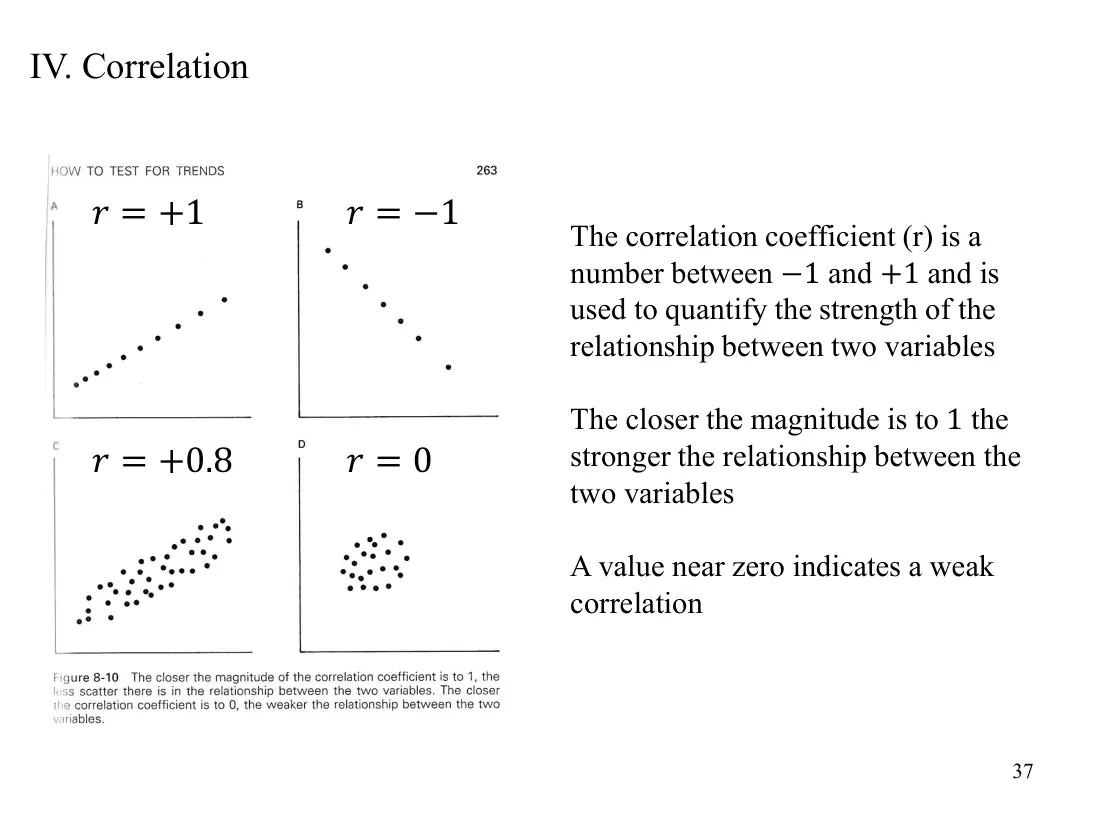 IV. Correlation
HOW TO TEST FOR TRENDS 263
A r = +1
B r = −1
C r = +0.8
D r = 0
Figure 8-10 The closer the magnitude of the correlation coefficient is to 1, the
less scatter there is in the relationship between the two variables. The closer
the correlation coefficient is to 0, the weaker the relationship between the two
variables.
The correlation coefficient (r) is a
number between −1 and +1 and is
used to quantify the strength of the
relationship between two variables
The closer the magnitude is to 1 the
stronger the relationship between the
two variables
A value near zero indicates a weak
correlation
37